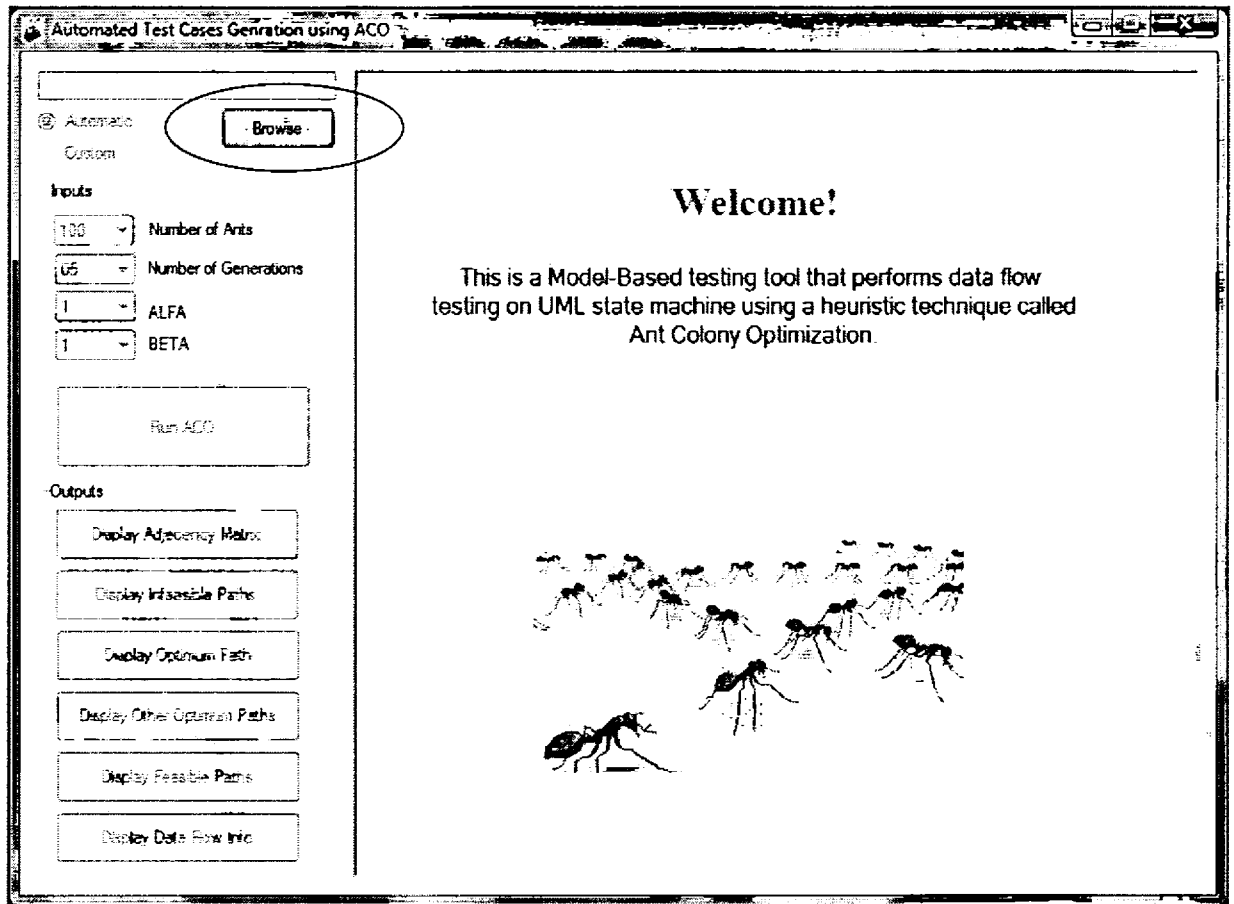 Automated Test Cases Genration using ACO
Automatic
Browse
Custom
Inputs
100 Number of Ants
05 Number of Generations
1 ALFA
1 BETA
Run ACO
Outputs
Display Adjecency Matrix
Display Infseasible Paths
Display Optimum Path
Display Other Optimum Paths
Display Feasible Paths
Display Data Flow Info
Welcome!
This is a Model-Based testing tool that performs data flow
testing on UML state machine using a heuristic technique called
Ant Colony Optimization.